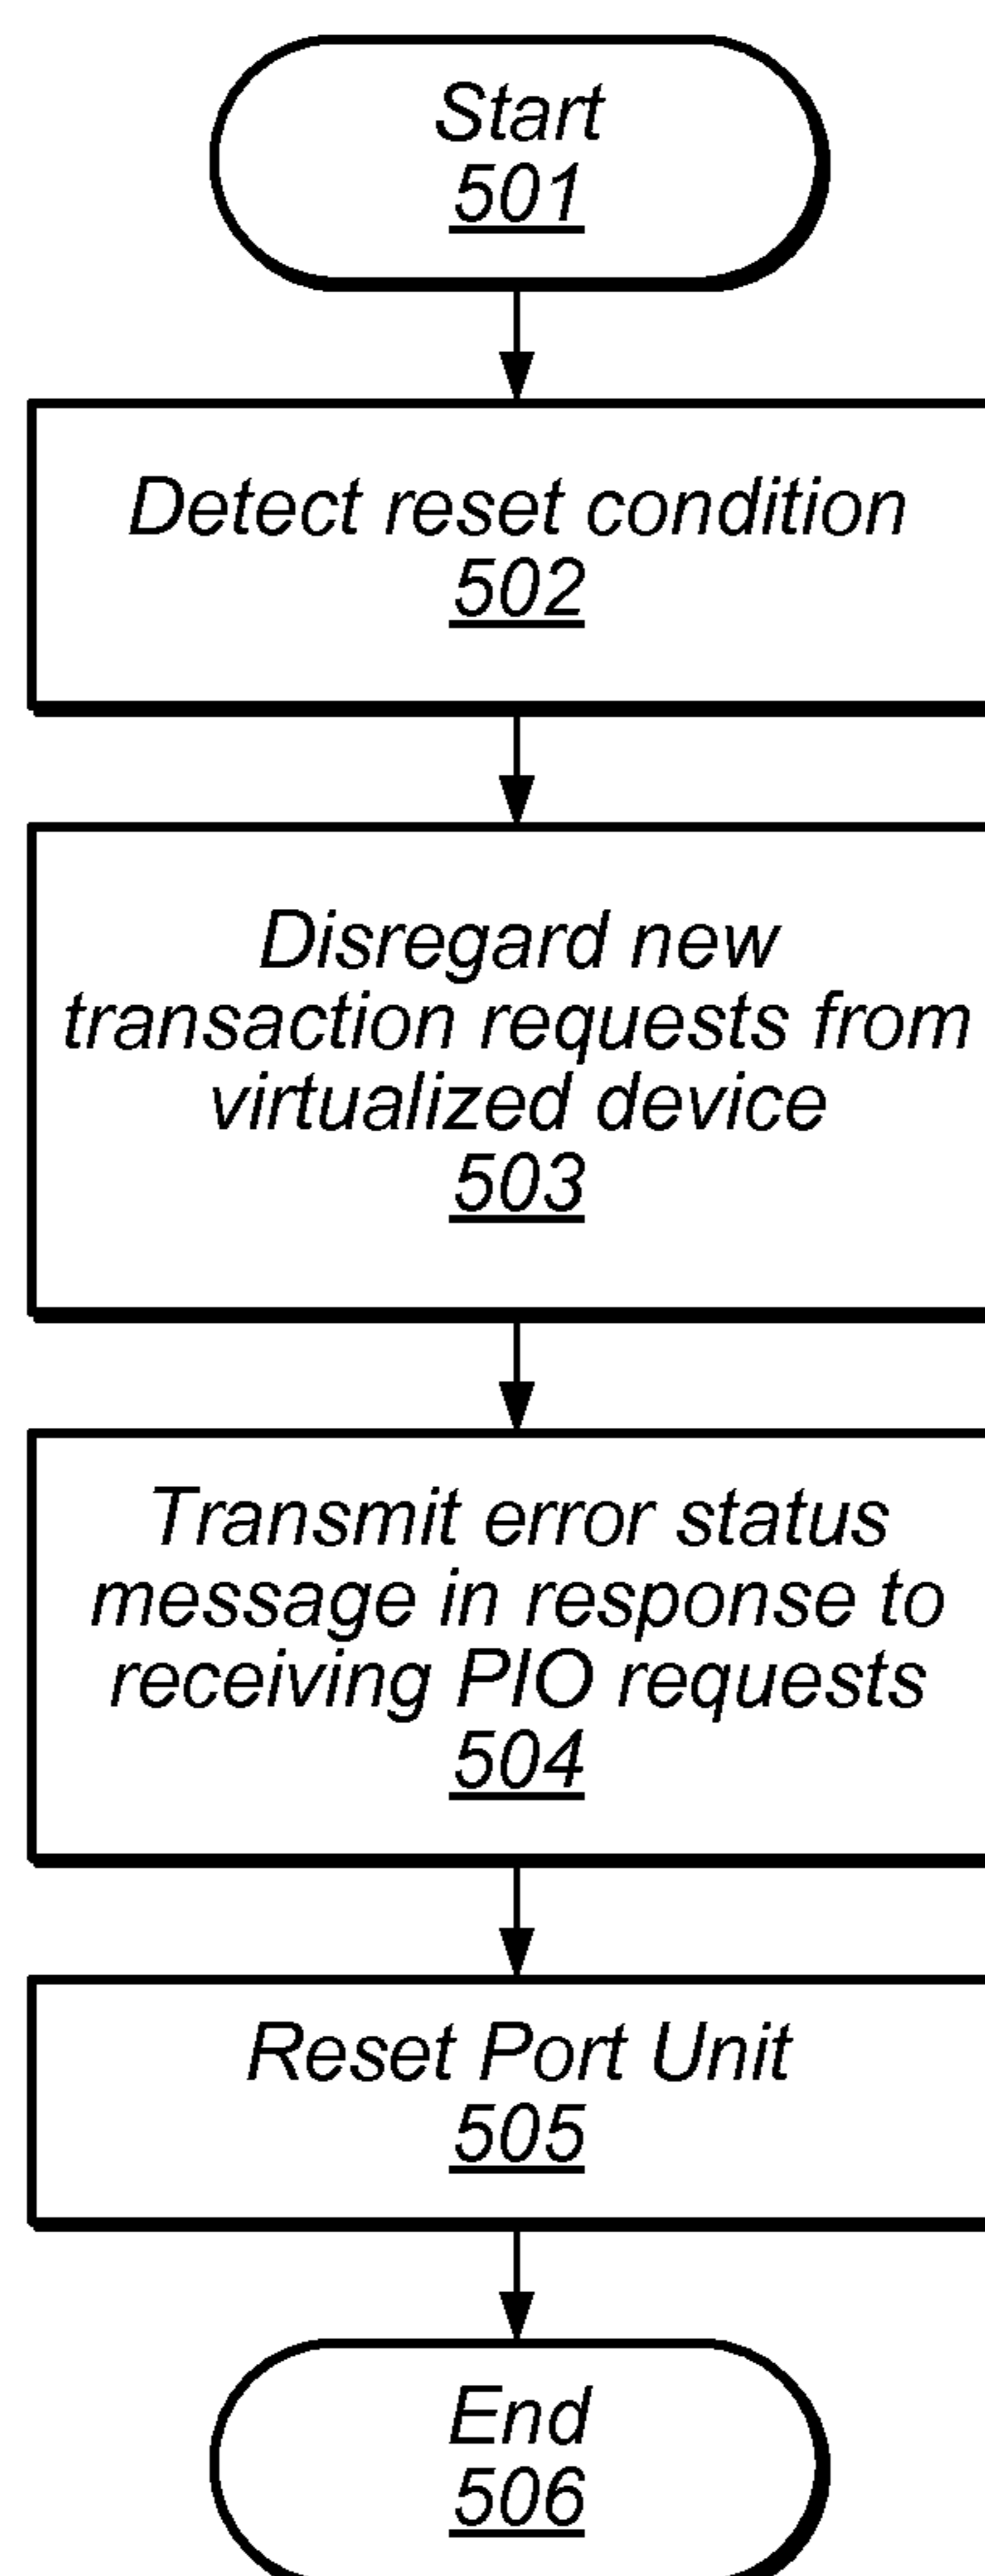 Start
501
Detect reset condition
502
Disregard new
transaction requests from
virtualized device
503
Transmit error status
message in response to
receiving PIO requests
504
Reset Port Unit
505
End
506